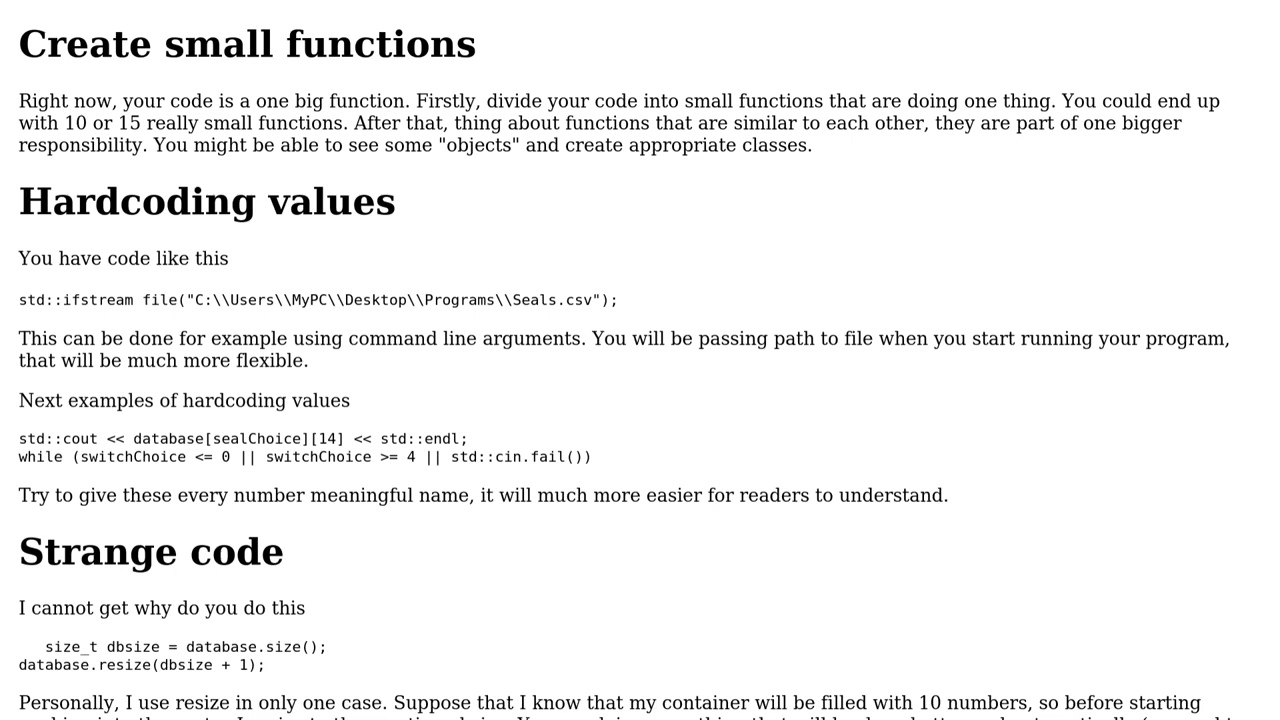 Create small functions
Right now, your code is a one big function. Firstly, divide your code into small functions that are doing one thing. You could end up
with 10 or 15 really small functions. After that, thing about functions that are similar to each other, they are part of one bigger
responsibility. You might be able to see some "objects" and create appropriate classes.
Hardcoding values
You have code like this
std::ifstream file("C:\\Users\\MyPC\\Desktop\\Programs\\Seals.csv");
This can be done for example using command line arguments. You will be passing path to file when you start running your program,
that will be much more flexible.
Next examples of hardcoding values
std::cout << database[sealChoice][14] << std::endl;
while (switchChoice <= 0 || switchChoice >= 4 || std::cin.fail())
Try to give these every number meaningful name, it will much more easier for readers to understand.
Strange code
I cannot get why do you do this
size_t dbsize = database.size();
database.resize(dbsize + 1);
Personally, I use resize in only one case. Suppose that I know that my container will be filled with 10 numbers, so before starting